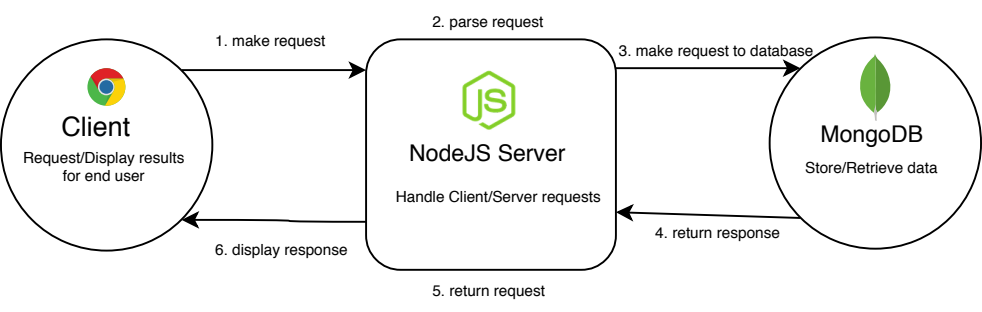 2. parse request
1. make request
3. make request to database
JS
Client
NodeJS Server
MongoDB
Request/Display results
for end user
Store/Retrieve data
Handle Client/Server requests
6. display response
4. return response
5. return request